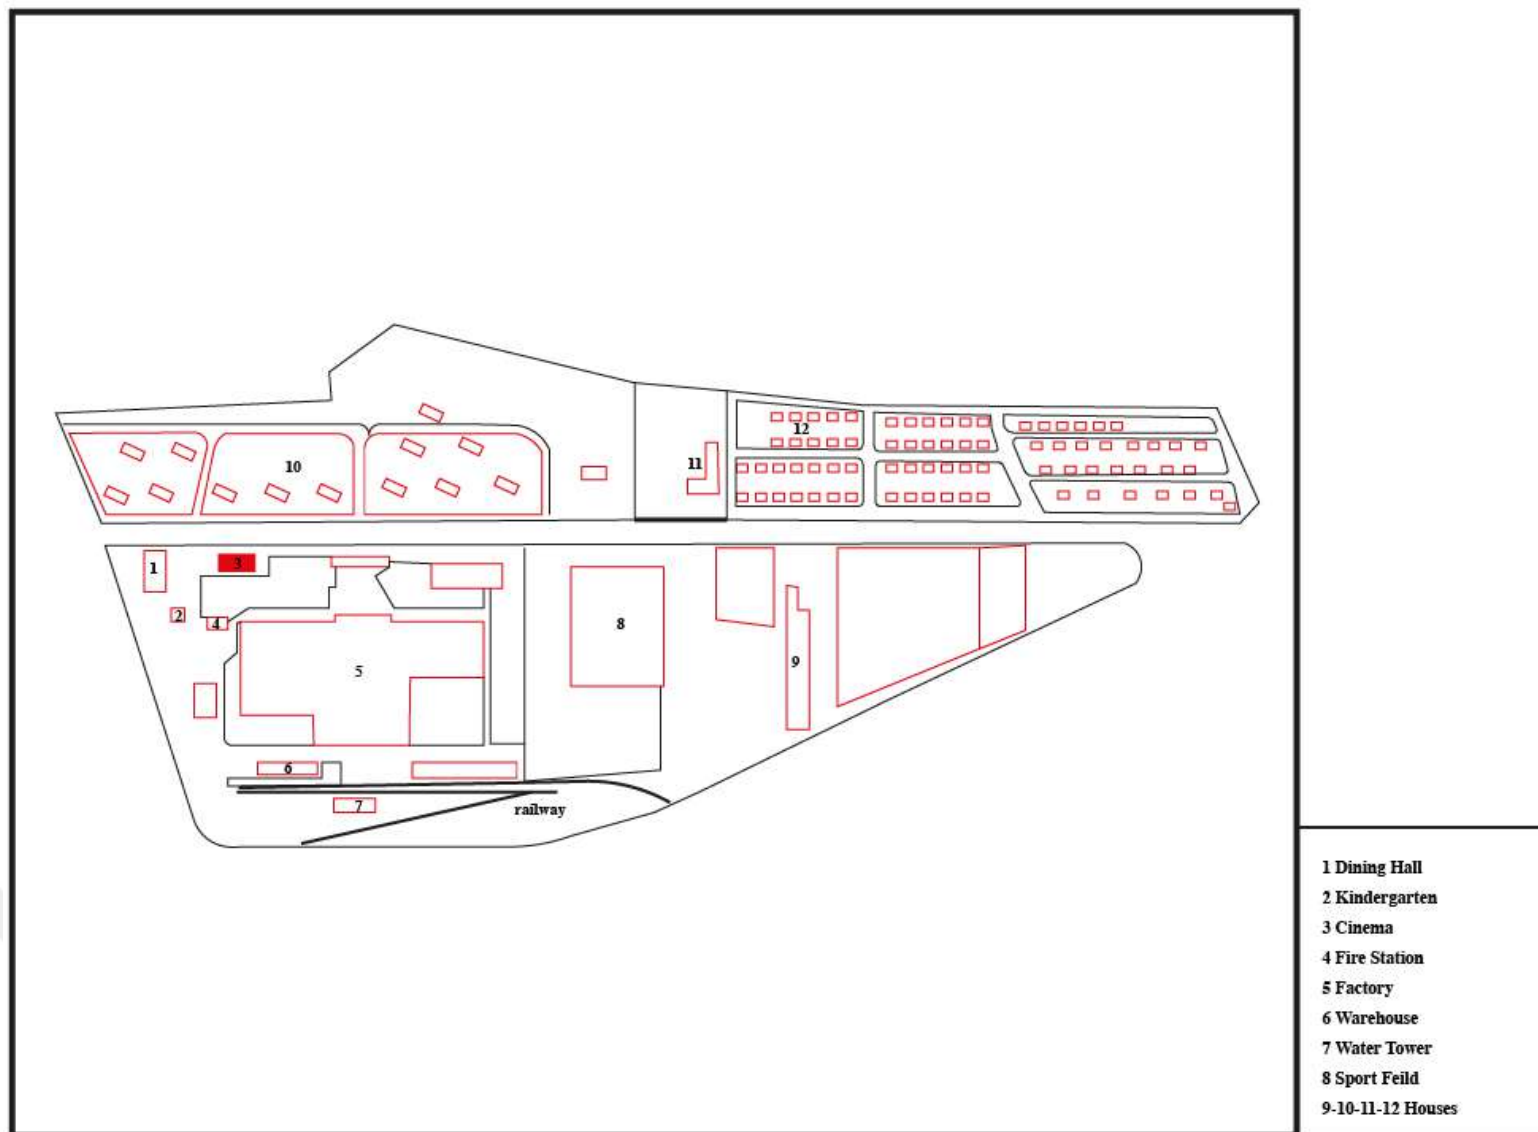 12
11
10
1
3
2
4
8
5
9
6
7
railway
1 Dining Hall
2 Kindergarten
3 Cinema
4 Fire Station
5 Factory
6 Warehouse
7 Water Tower
8 Sport Feild
9-10-11-12 Houses